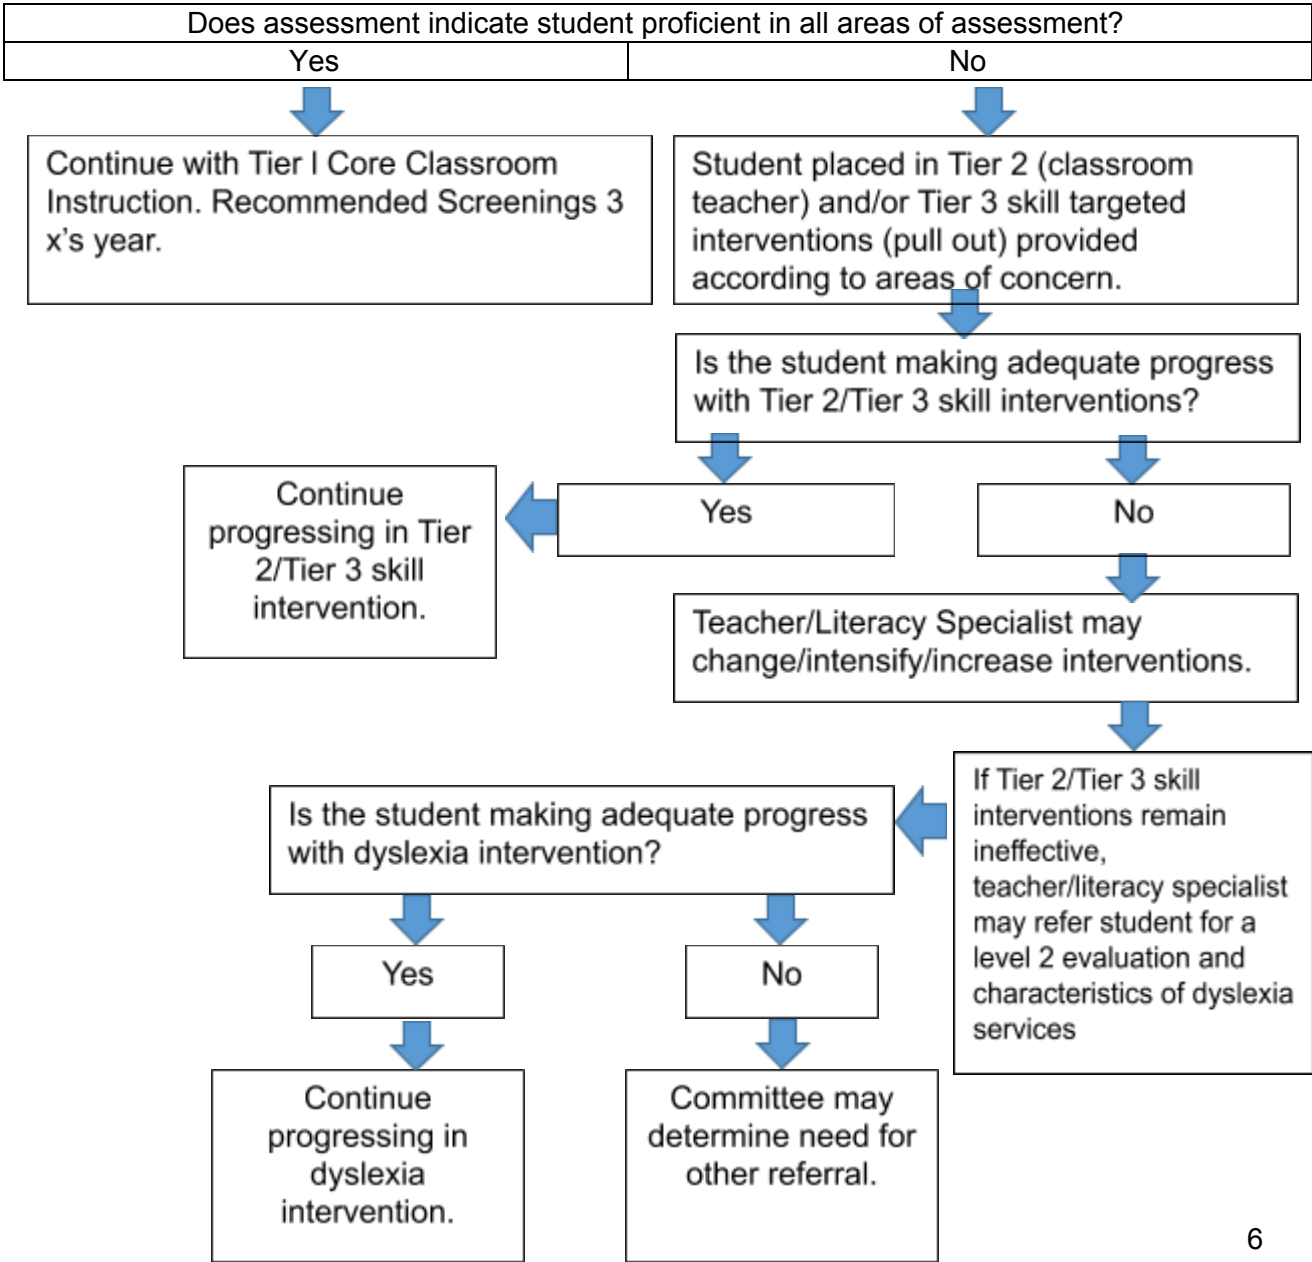 Does assessment indicate student proficient in all areas of assessment?
Yes
No
Continue with Tier I Core Classroom
Instruction. Recommended Screenings 3
x's year.
Student placed in Tier 2 (classroom
teacher) and/or Tier 3 skill targeted
interventions (pull out) provided
according to areas of concern.
Is the student making adequate progress
with Tier 2/Tier 3 skill interventions?
Yes
No
Continue
progressing in Tier
2/Tier 3 skill
intervention.
Teacher/Literacy Specialist may
change/intensify/increase interventions.
If Tier 2/Tier 3 skill
interventions remain
ineffective,
teacher/literacy specialist
may refer student for a
level 2 evaluation and
characteristics of dyslexia
services
Is the student making adequate progress
with dyslexia intervention?
Yes
No
Continue
progressing in
dyslexia
intervention.
Committee may
determine need for
other referral.
6